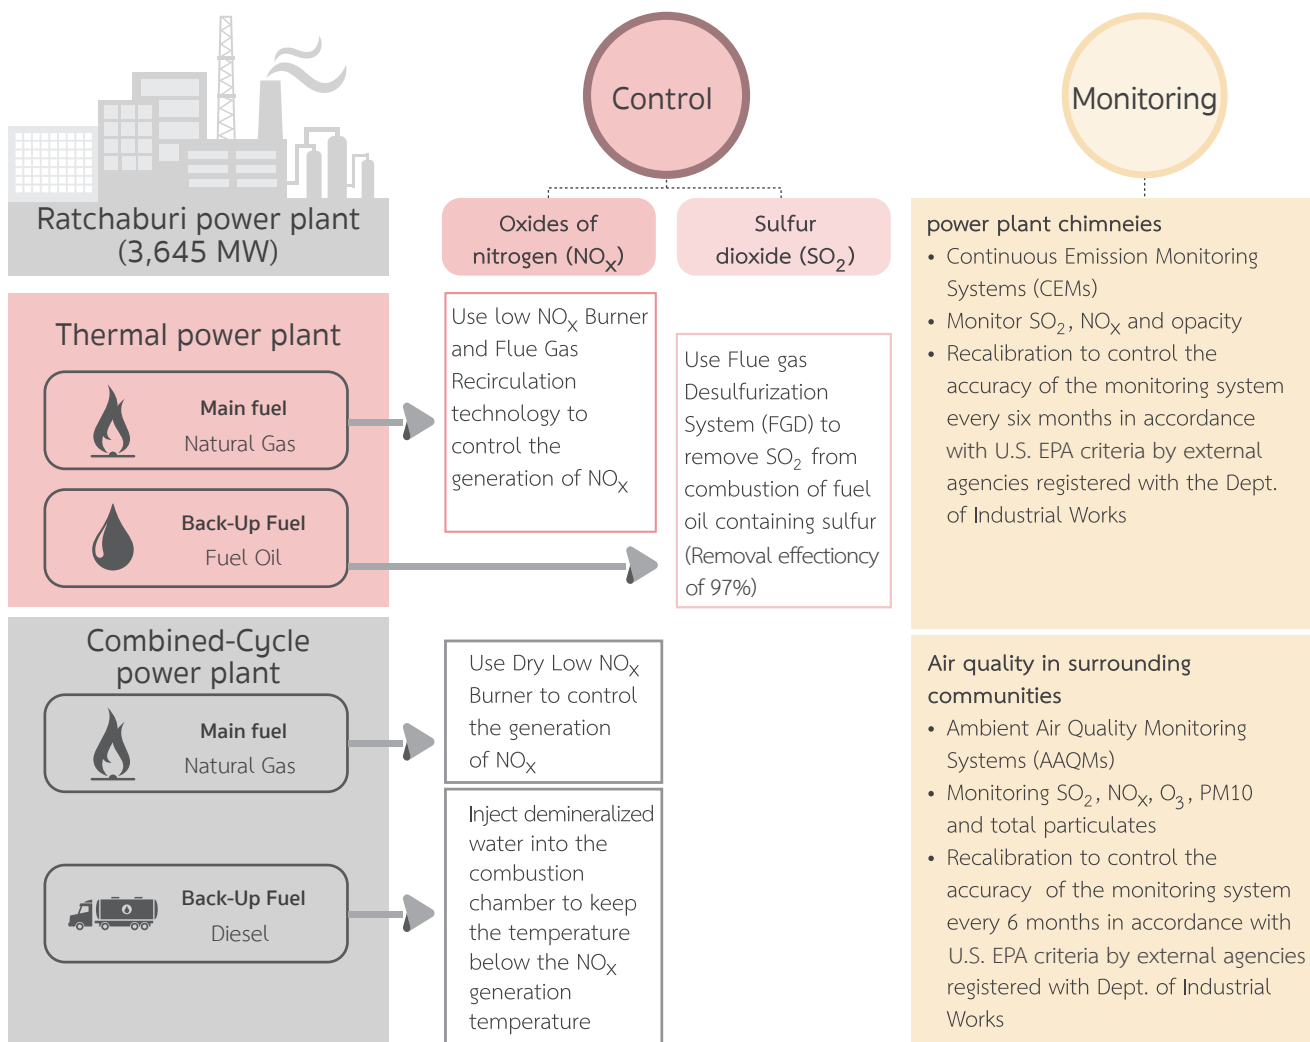 Ratchaburi power plant
(3,645 MW)
Control
Monitoring
Oxides of
nitrogen (NOX)
Sulfur
dioxide (SO2)
Thermal power plant
Main fuel
Natural Gas
Back-Up Fuel
Fuel Oil
Use low NOX Burner
and Flue Gas
Recirculation
technology to
control the
generation of NOX
Use Flue gas
Desulfurization
System (FGD) to
remove SO2 from
combustion of fuel
oil containing sulfur
(Removal effectioncy
of 97%)
Combined-Cycle
power plant
Main fuel
Natural Gas
Back-Up Fuel
Diesel
Use Dry Low NOX
Burner to control
the generation
of NOX
Inject demineralized
water into the
combustion
chamber to keep
the temperature
below the NOX
generation
temperature
power plant chimneies
• Continuous Emission Monitoring
Systems (CEMs)
• Monitor SO2, NOX and opacity
• Recalibration to control the
accuracy of the monitoring system
every six months in accordance
with U.S. EPA criteria by external
agencies registered with the Dept.
of Industrial Works
Air quality in surrounding
communities
• Ambient Air Quality Monitoring
Systems (AAQMs)
• Monitoring SO2, NOX, O3, PM10
and total particulates
• Recalibration to control the
accuracy of the monitoring system
every 6 months in accordance with
U.S. EPA criteria by external agencies
registered with Dept. of Industrial
Works